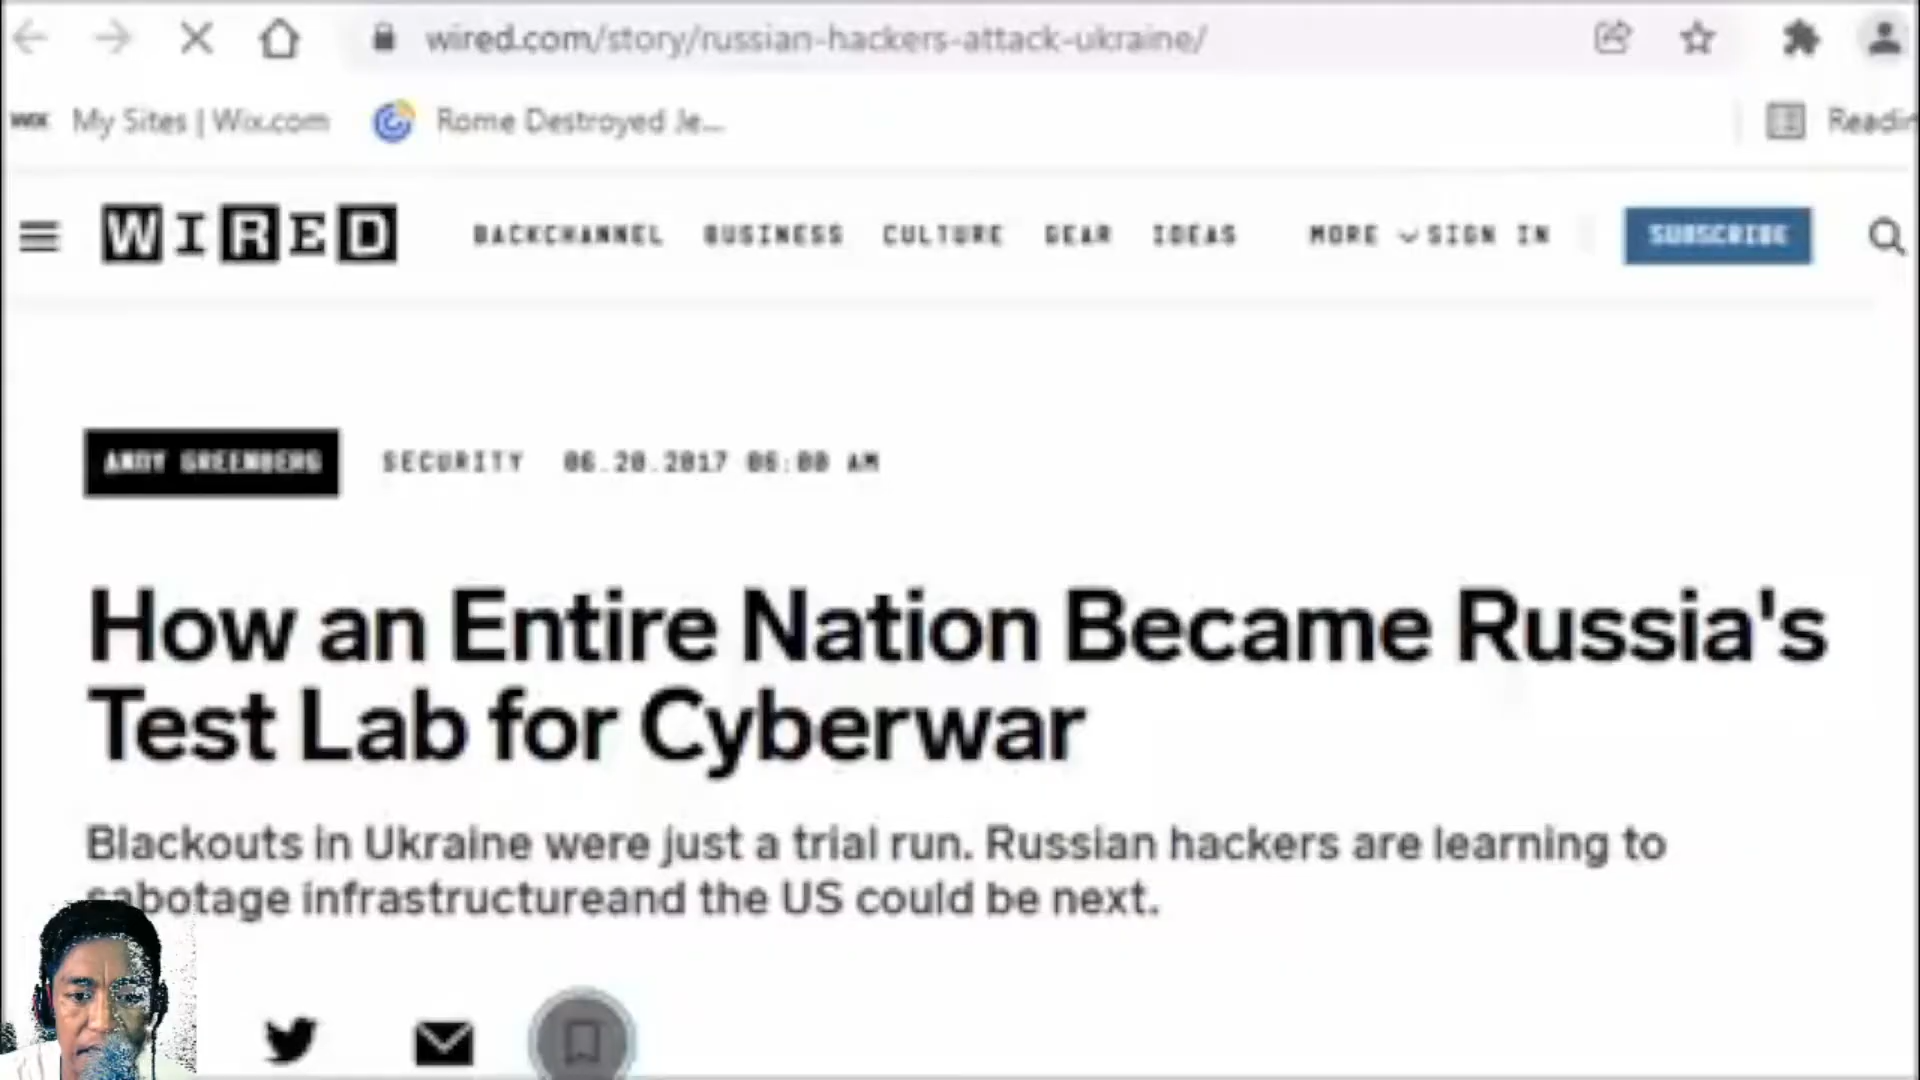 wired.com/story/russian-hackers-attack-ukraine/
WIX My Sites | Wix.com Rome Destroyed Je... Readin
WIRED BACKCHANNEL BUSINESS CULTURE GEAR IDEAS MORE SIGN IN SUBSCRIBE
ANDY GREENBERG SECURITY 06.20.2017 06:00 AM
How an Entire Nation Became Russia's
Test Lab for Cyberwar
Blackouts in Ukraine were just a trial run. Russian hackers are learning to
sabotage infrastructureand the US could be next.